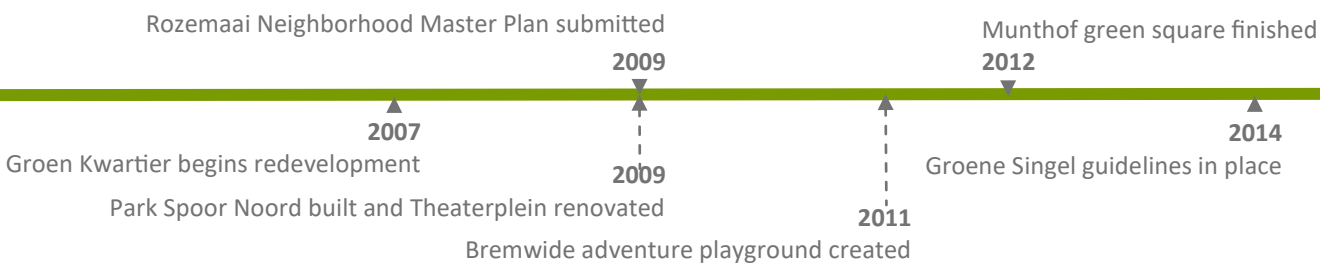 Rozemaai Neighborhood Master Plan submitted
2009
Munthof green square finished
2012
2007
Groen Kwartier begins redevelopment
2009
Park Spoor Noord built and Theaterplein renovated
2011
Bremwide adventure playground created
2014
Groene Singel guidelines in place